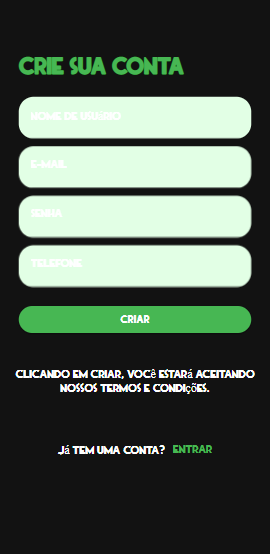 CRIE SUA CONTA
NOME DE USUÁRIO
E-MAIL
SENHA
TELEFONE
CRIAR
CLICANDO EM CRIAR, VOCê ESTARá ACEITANDO
NOSSOS TERMOS E CONDIçõES.
Já TEM UMA CONTA? ENTRAR